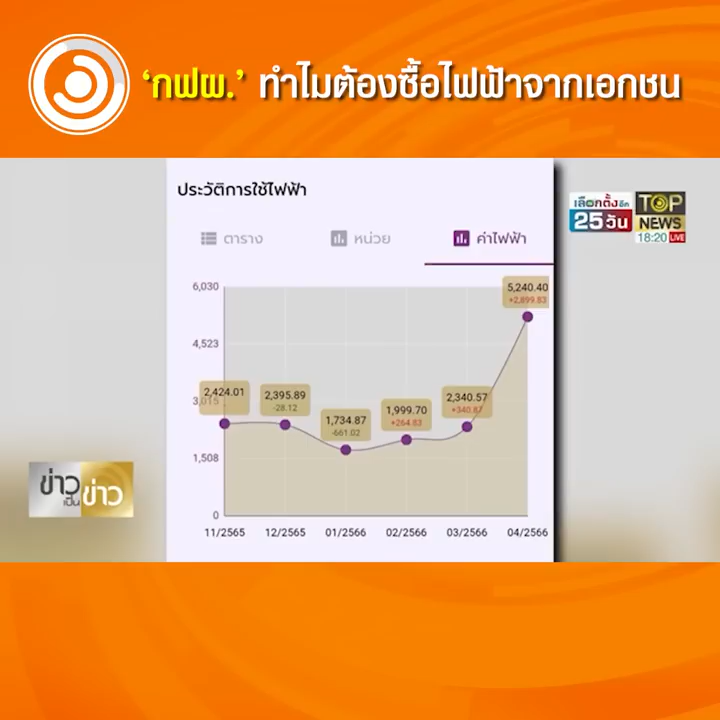 ‘กฟผ.’ ทำไมต้องซื้อไฟฟ้าจากเอกชน
ประวัติการใช้ไฟฟ้า
ตาราง
หน่วย
ค่าไฟฟ้า
เลือกตั้งอีก
25 วัน
TOP
NEWS
18:20 LIVE
6,030
4,523
3,015
1,508
0
2,424.01
2,395.89
-28.12
1,734.87
-661.02
1,999.70
+264.83
2,340.57
+340.87
5,240.40
+2,899.83
11/2565
12/2565
01/2566
02/2566
03/2566
04/2566
ข่าว
เป็น
ข่าว